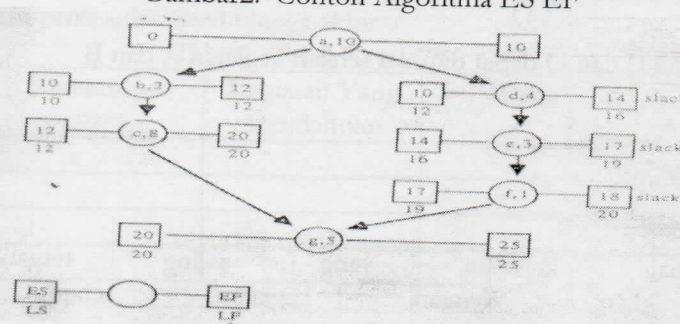 Gambar2. Contoh Algoritma ES EF
0 a,10 10
10 b,2 12 10 d,4 14 slack
10 12 12 16
12 c,8 20 14 e,3 17 slack
12 20 16 19
17 f,1 18 slack
19 20
20 g,5 25
20 25
ES EF
LS LF